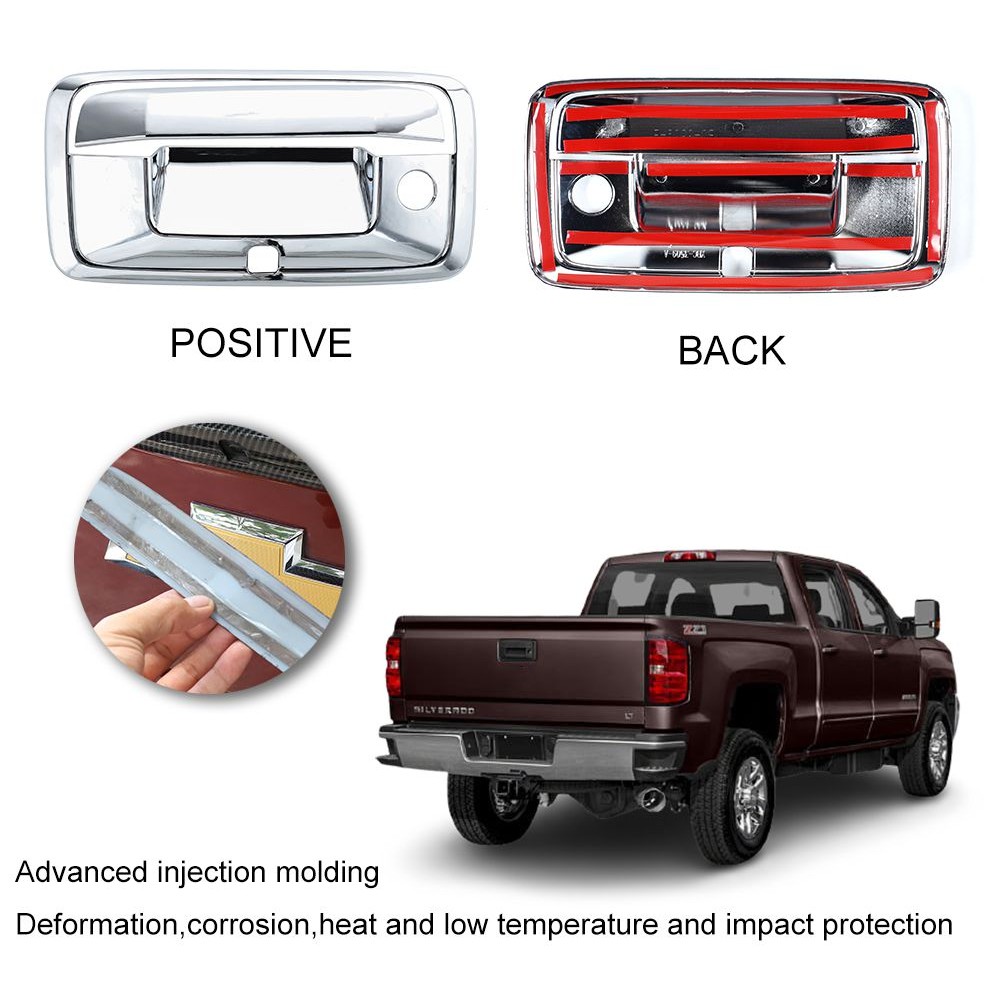 POSITIVE
BACK
Z71
SILVERADO
LT
Advanced injection molding
Deformation,corrosion,heat and low temperature and impact protection